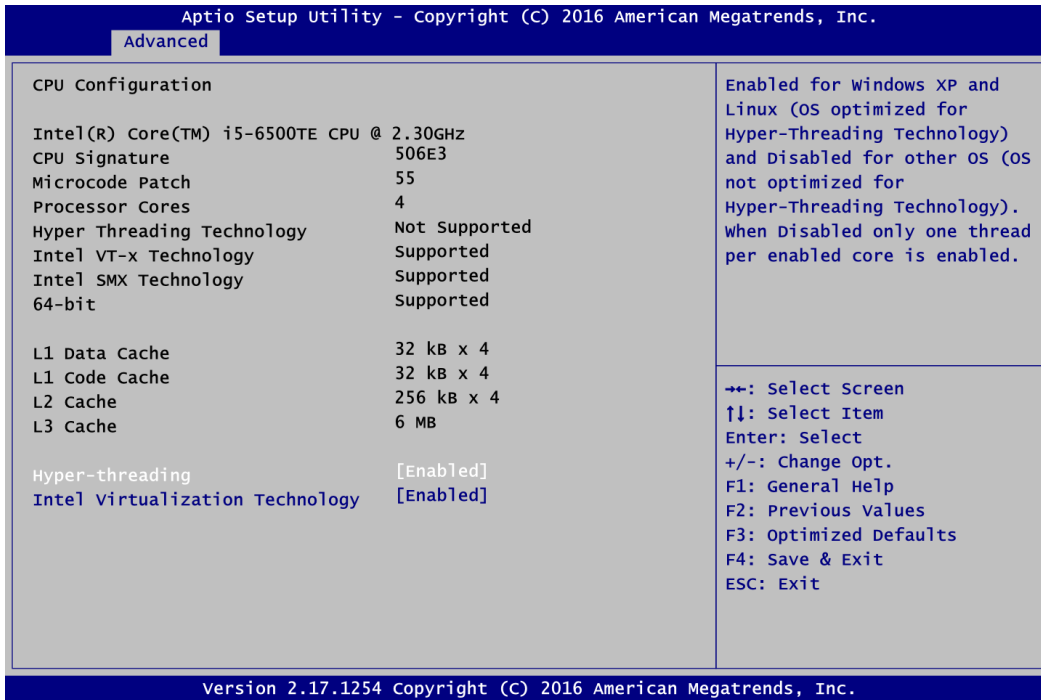 Aptio Setup Utility – Copyright (C) 2016 American Megatrends, Inc.
Advanced
CPU Configuration
Intel(R) Core(TM) i5-6500TE CPU @ 2.30GHz
CPU Signature 506E3
Microcode Patch 55
Processor Cores 4
Hyper Threading Technology Not Supported
Intel VT-x Technology Supported
Intel SMX Technology Supported
64-bit Supported
L1 Data Cache 32 kB x 4
L1 Code Cache 32 kB x 4
L2 Cache 256 kB x 4
L3 Cache 6 MB
Hyper-threading [Enabled]
Intel Virtualization Technology [Enabled]
Enabled for Windows XP and
Linux (OS optimized for
Hyper-Threading Technology)
and Disabled for other OS (OS
not optimized for
Hyper-Threading Technology).
When Disabled only one thread
per enabled core is enabled.
→←: Select Screen
↑↓: Select Item
Enter: Select
+/-: Change Opt.
F1: General Help
F2: Previous Values
F3: Optimized Defaults
F4: Save & Exit
ESC: Exit
Version 2.17.1254 Copyright (C) 2016 American Megatrends, Inc.